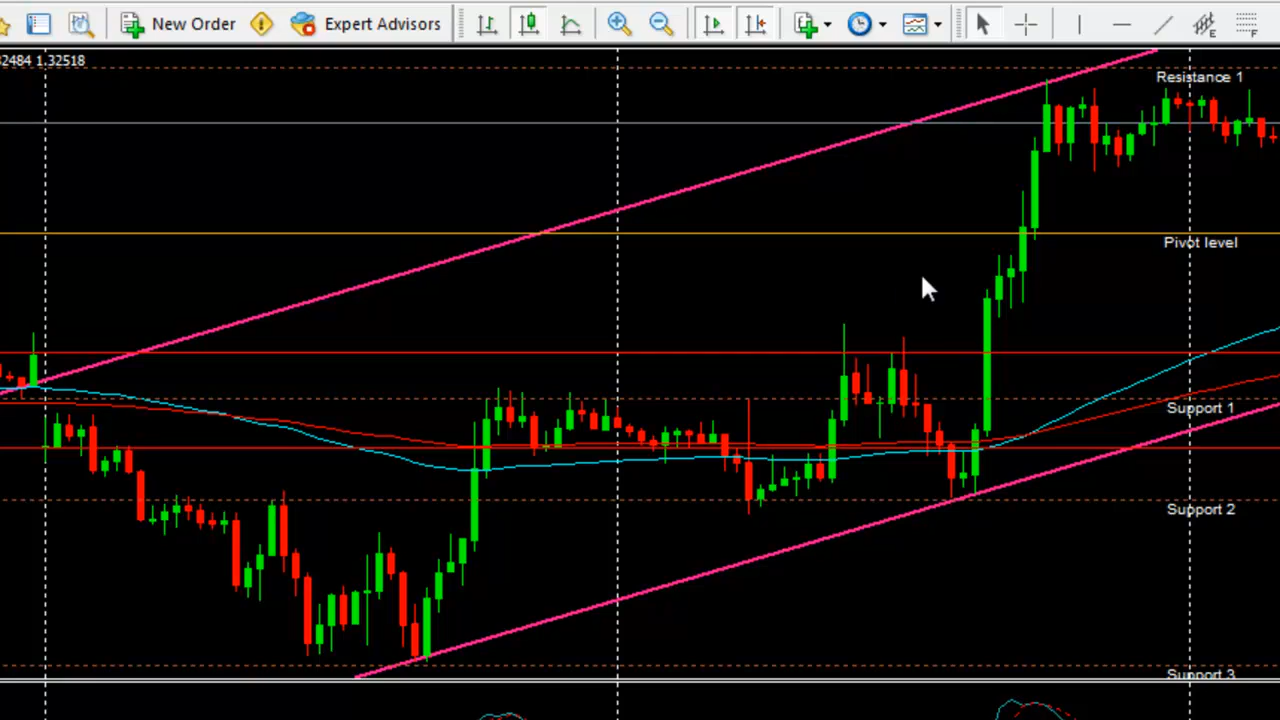 New Order
Expert Advisors
E
F
2484 1.32518
Resistance 1
Pivot level
Support 1
Support 2
Support 3